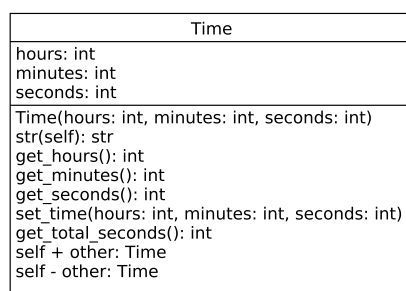 Time
hours: int
minutes: int
seconds: int
Time(hours: int, minutes: int, seconds: int)
str(self): str
get_hours(): int
get_minutes(): int
get_seconds(): int
set_time(hours: int, minutes: int, seconds: int)
get_total_seconds(): int
self + other: Time
self - other: Time